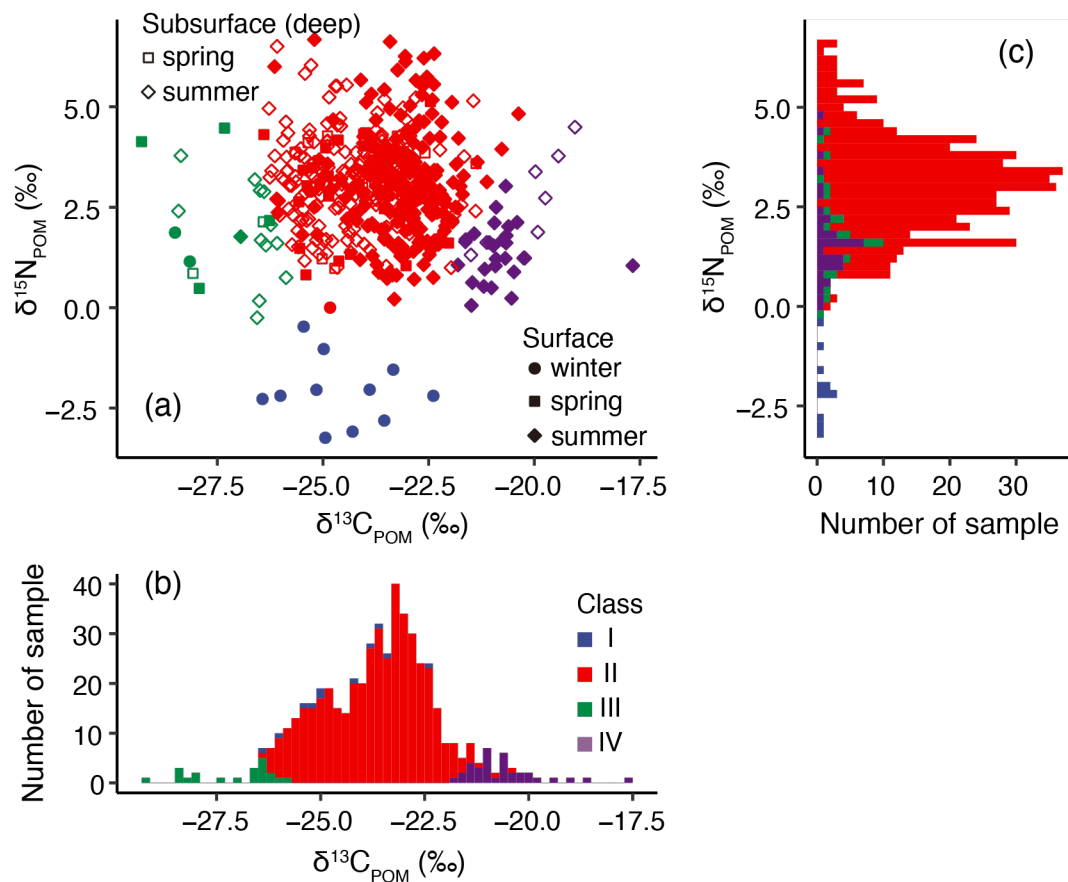 Subsurface (deep)
spring
summer
5.0
2.5
0.0
−2.5
δ15NPOM (‰)
(a)
Surface
winter
spring
summer
−27.5 −25.0 −22.5 −20.0 −17.5
δ13CPOM (‰)
(c)
5.0
2.5
0.0
−2.5
δ15NPOM (‰)
0 10 20 30
Number of sample
(b)
Number of sample
40
30
20
10
0
Class
I
II
III
IV
−27.5 −25.0 −22.5 −20.0 −17.5
δ13CPOM (‰)